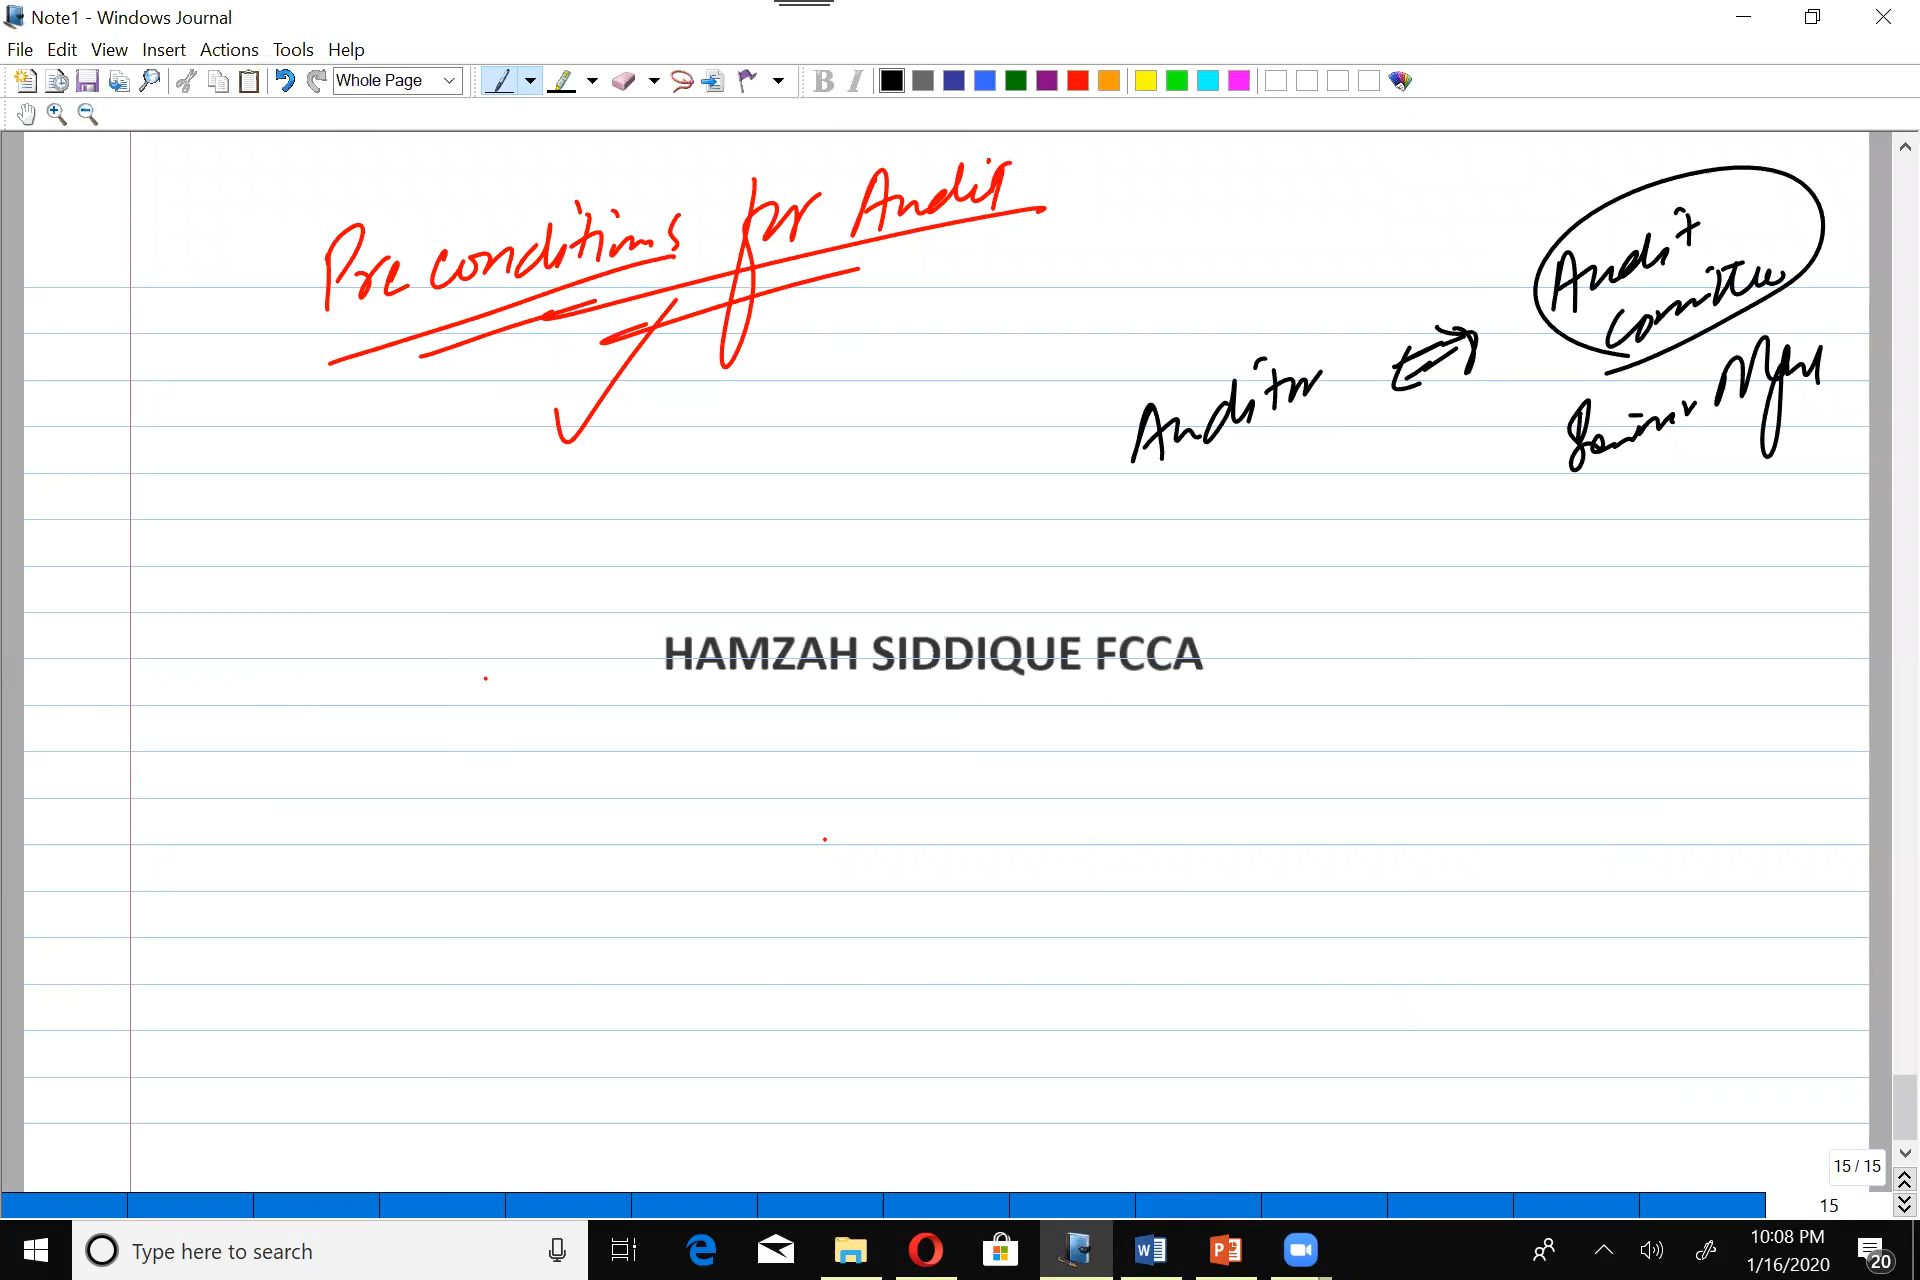 Note1 - Windows Journal
File Edit View Insert Actions Tools Help
Whole Page
B I
Pre conditions for Audit
Audit
Committee
Auditor
Senior Mgmt
HAMZAH SIDDIQUE FCCA
15 / 15
15
Type here to search
10:08 PM
1/16/2020
20